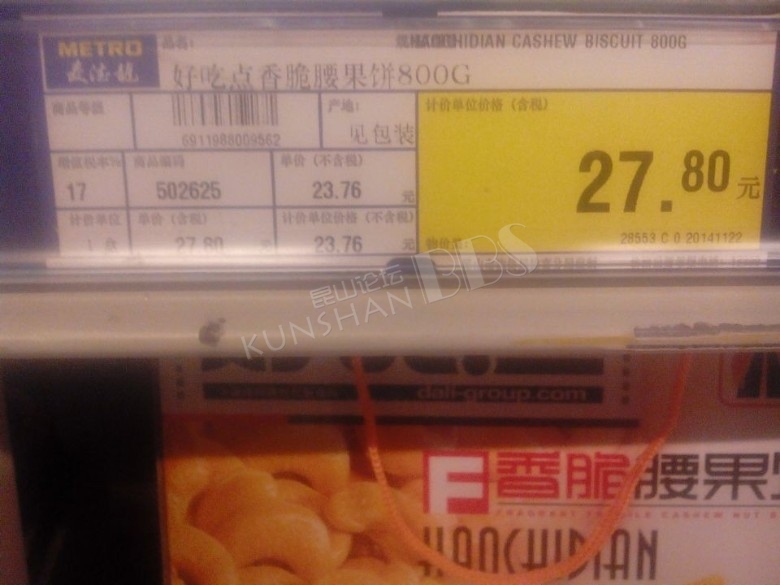 METRO
麦德龙
品名:
HAOCHIDIAN CASHEW BISCUIT 800G
好吃点香脆腰果饼800G
商品等级
6911988009562
产地:
见包装
计价单位价格(含税)
27.80元
增值税率%
17
商品编码
502625
单价(不含税)
23.76 元
计价单位
单价(含税)
27.80
计价单位价格(不含税)
23.76 元
28553 C 0 20141122
昆山论坛
KUNSHAN BBS
dali-group.com
香脆腰果
HAOCHIDIAN